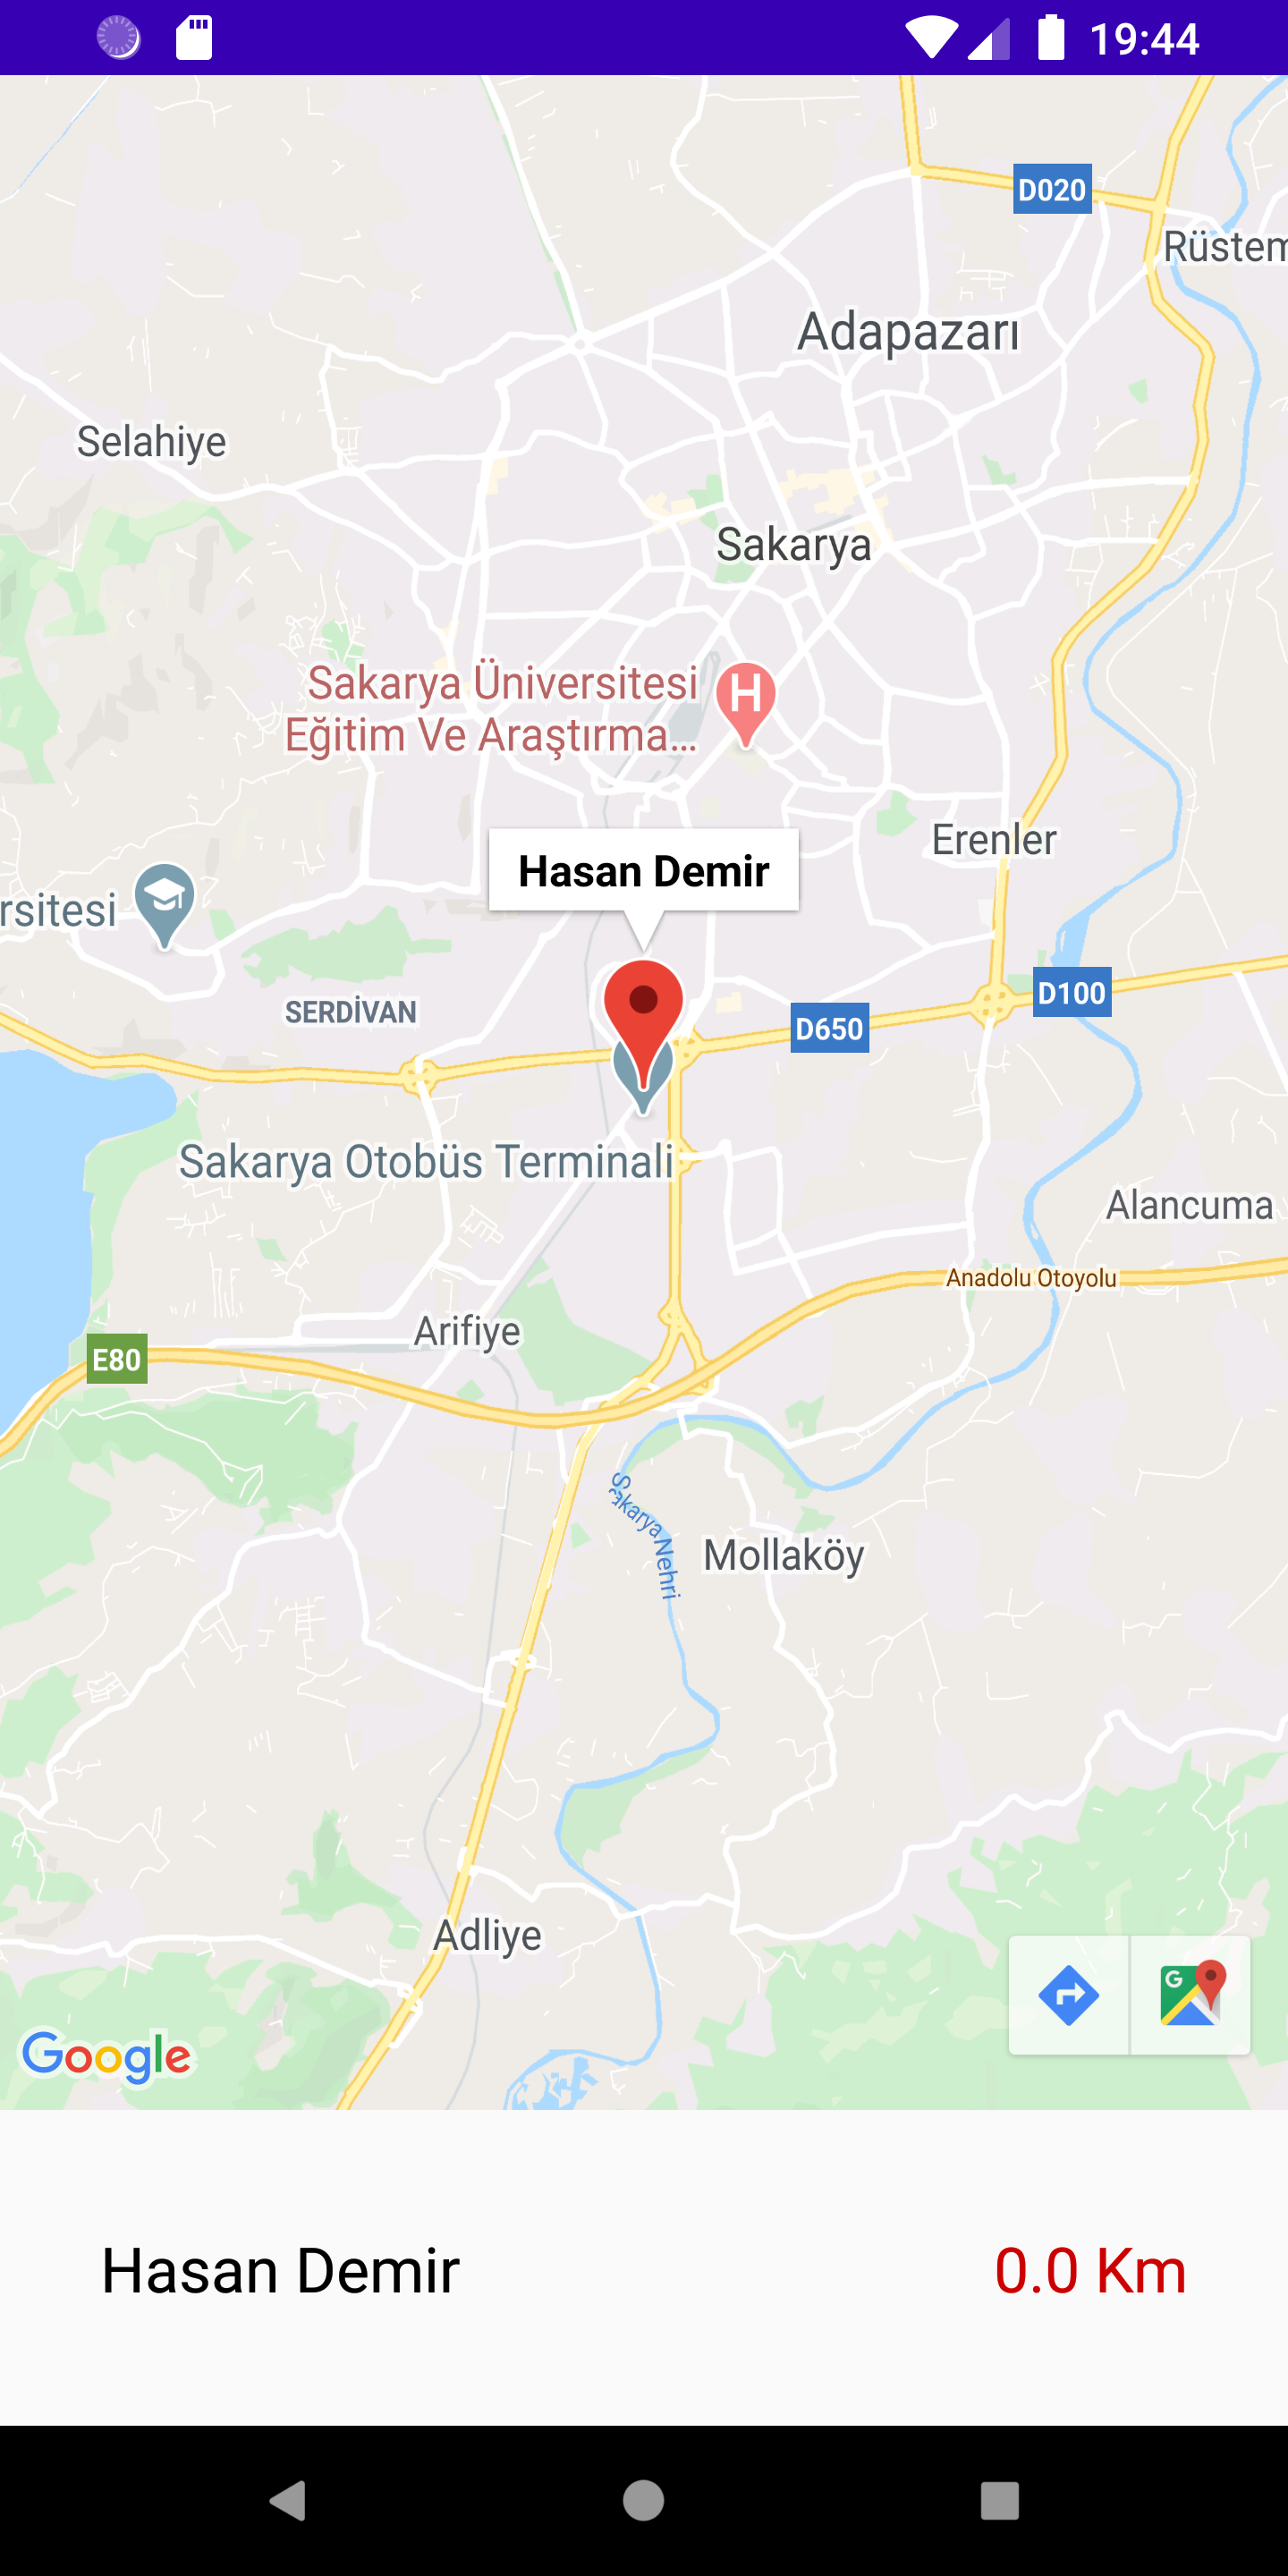 19:44
D020
Rüstem
Adapazarı
Selahiye
Sakarya
Sakarya Üniversitesi
Eğitim Ve Araştırma...
H
Erenler
Hasan Demir
rsitesi
D100
SERDİVAN
D650
Sakarya Otobüs Terminali
Alancuma
Anadolu Otoyolu
Arifiye
E80
Sakarya Nehri
Mollaköy
Adliye
G
Google
Hasan Demir 0.0 Km